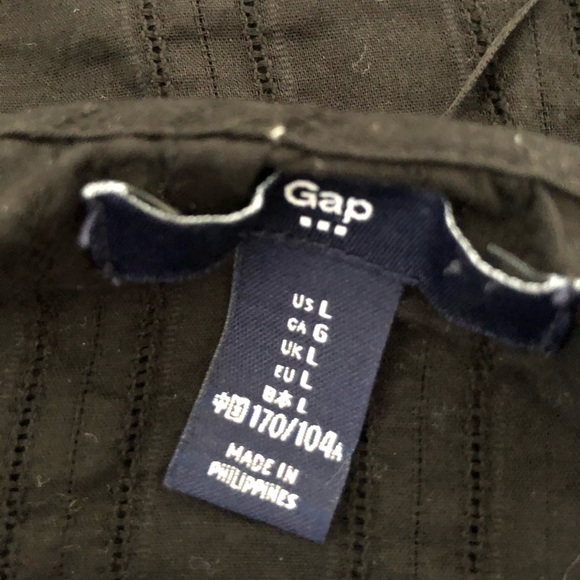 Gap
US L
CA G
UK L
EU L
日本 L
中国 170/104A
MADE IN
PHILIPPINES